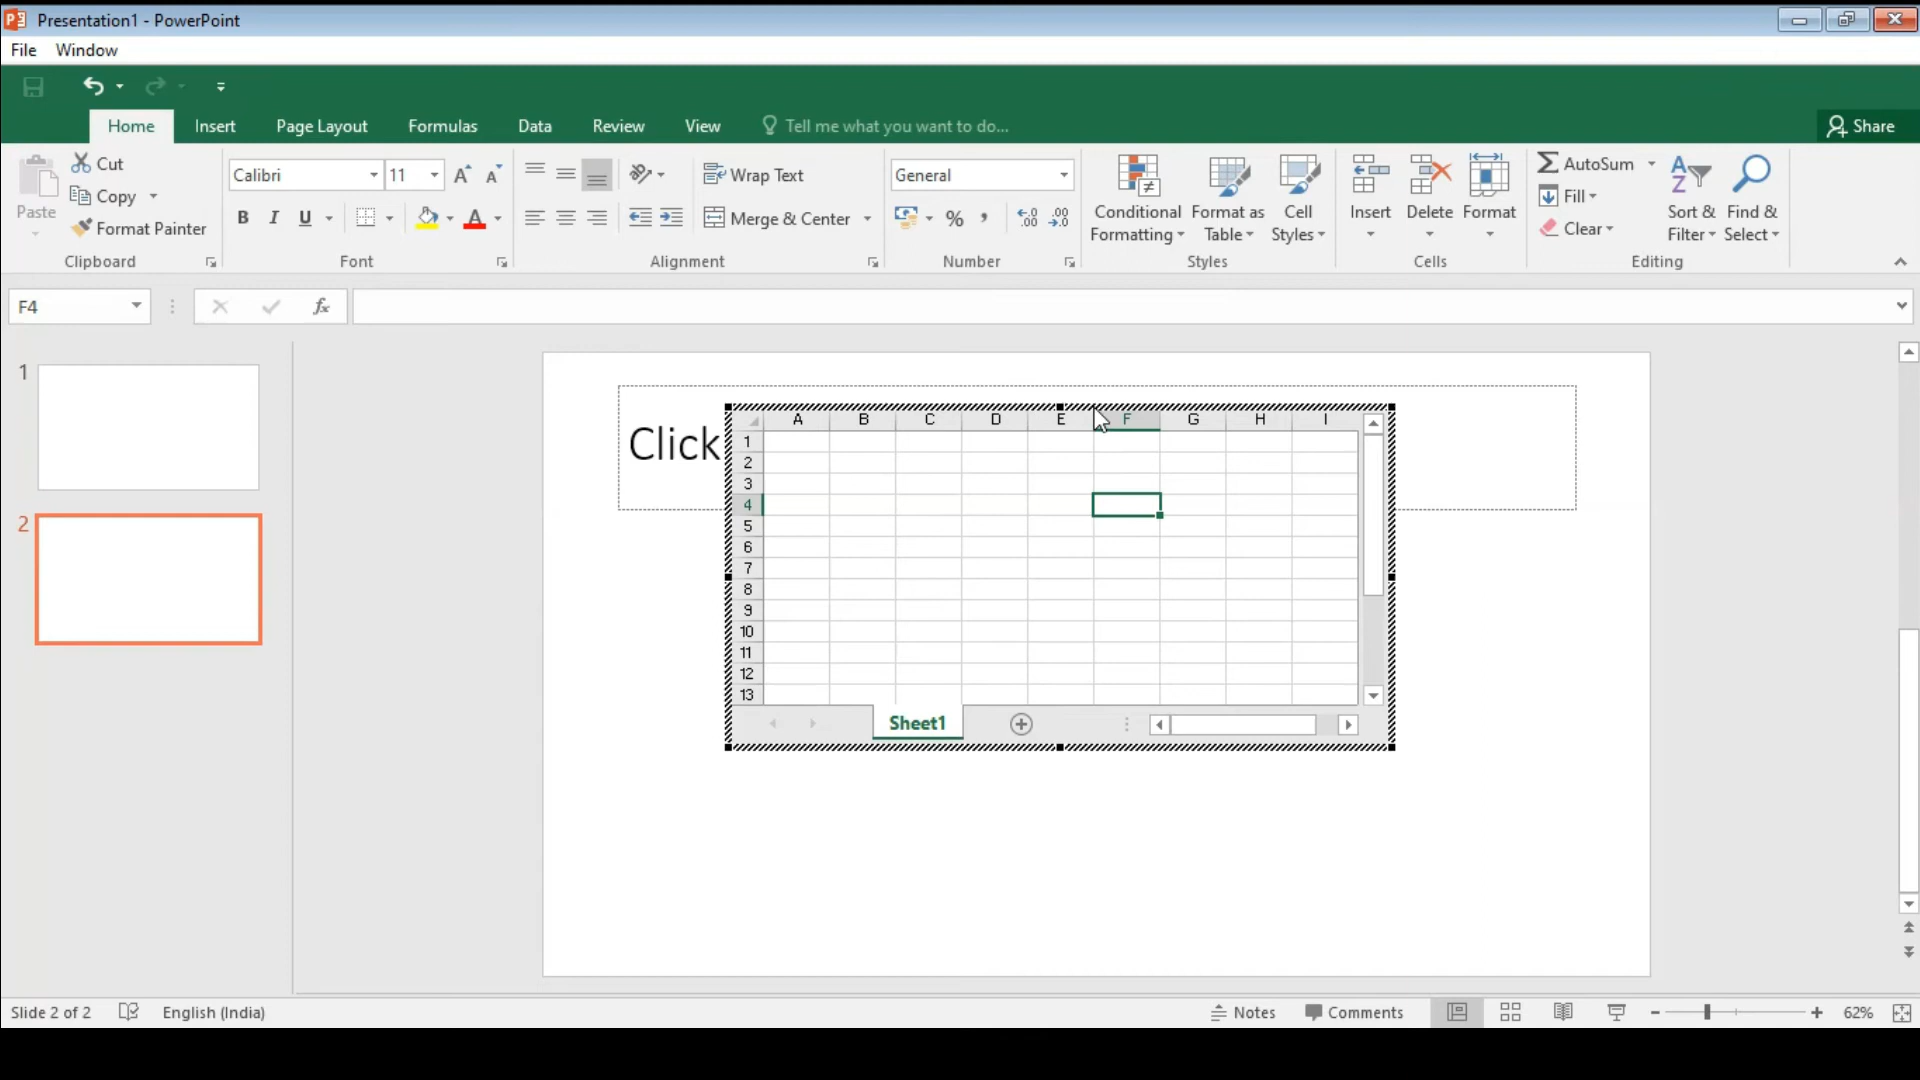 Presentation1 - PowerPoint
File Window
Home Insert Page Layout Formulas Data Review View Tell me what you want to do... Share
Paste
Cut
Copy
Format Painter
Clipboard
Calibri 11
B I U A
Font
Wrap Text
Merge & Center
Alignment
General
%
Number
Conditional Formatting
Format as Table
Cell Styles
Styles
Insert
Delete
Format
Cells
AutoSum
Fill
Clear
Sort & Filter
Find & Select
Editing
F4 fx
1
2
Click
A B C D E F G H I
1
2
3
4
5
6
7
8
9
10
11
12
13
Sheet1
Slide 2 of 2 English (India) Notes Comments 62%